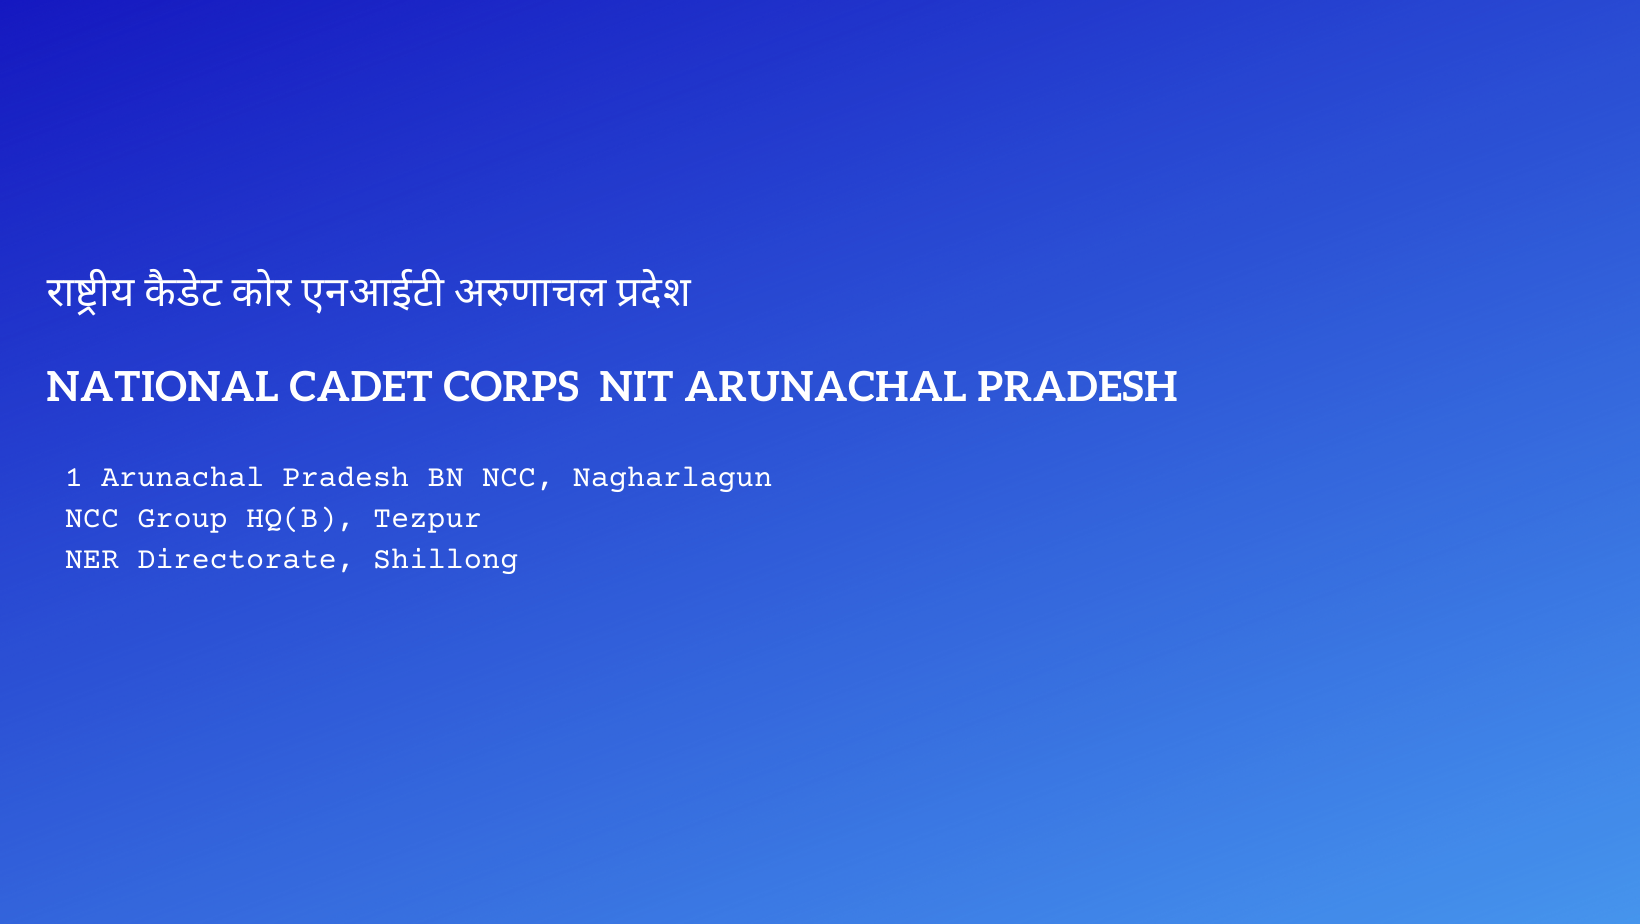 राष्ट्रीय कैडेट कोर एनआईटी अरुणाचल प्रदेश
NATIONAL CADET CORPS  NIT ARUNACHAL PRADESH
1 Arunachal Pradesh BN NCC, Nagharlagun
NCC Group HQ(B), Tezpur
NER Directorate, Shillong